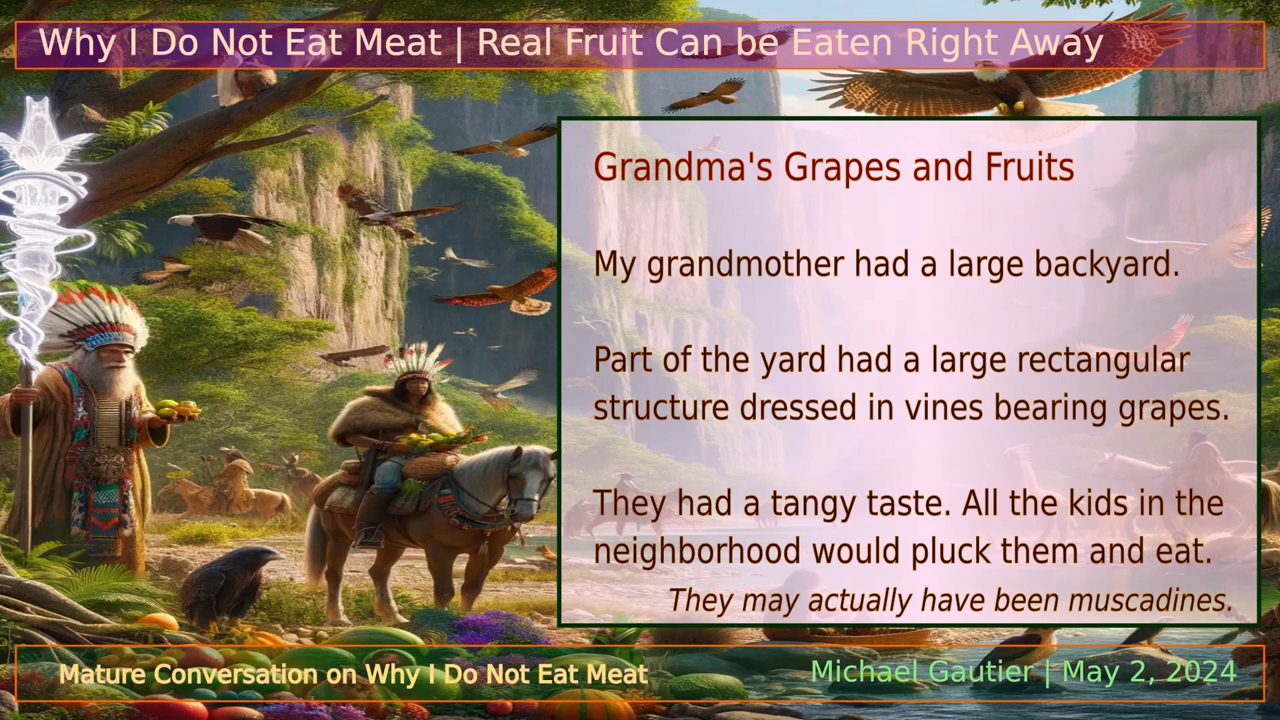 Why I Do Not Eat Meat | Real Fruit Can be Eaten Right Away
Grandma's Grapes and Fruits
My grandmother had a large backyard.
Part of the yard had a large rectangular
structure dressed in vines bearing grapes.
They had a tangy taste. All the kids in the
neighborhood would pluck them and eat.
They may actually have been muscadines.
Mature Conversation on Why I Do Not Eat Meat
Michael Gautier | May 2, 2024